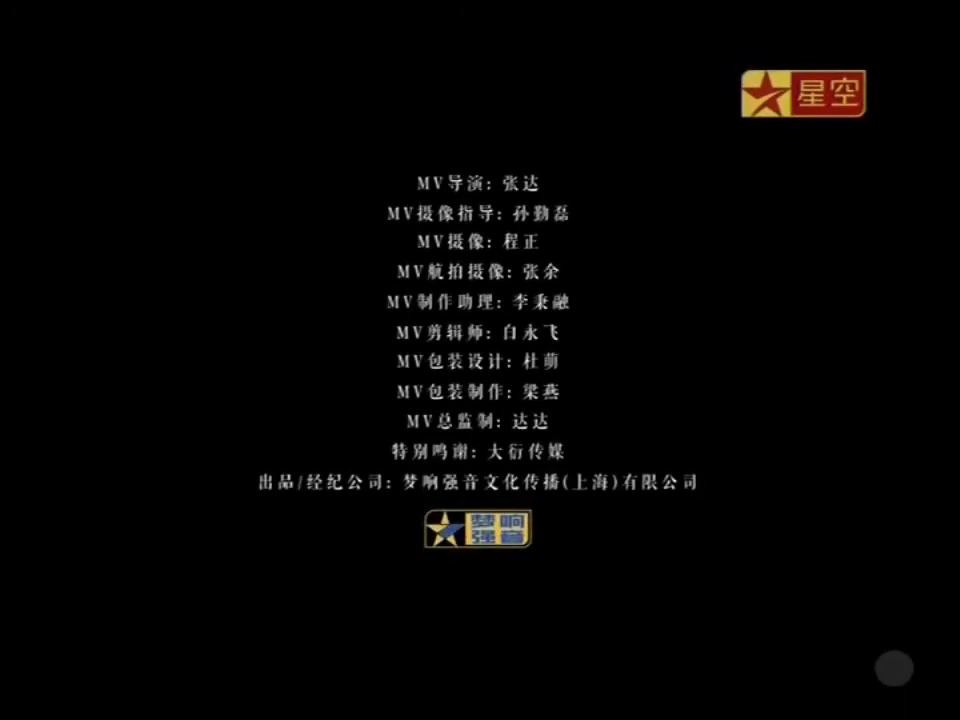 星空
MV导演: 张达
MV摄像指导: 孙勤磊
MV摄像: 程正
MV航拍摄像: 张余
MV制作助理: 李秉融
MV剪辑师: 白永飞
MV包装设计: 杜萌
MV包装制作: 梁燕
MV总监制: 达达
特别鸣谢: 大衍传媒
出品/经纪公司: 梦响强音文化传播(上海)有限公司
梦响
强音